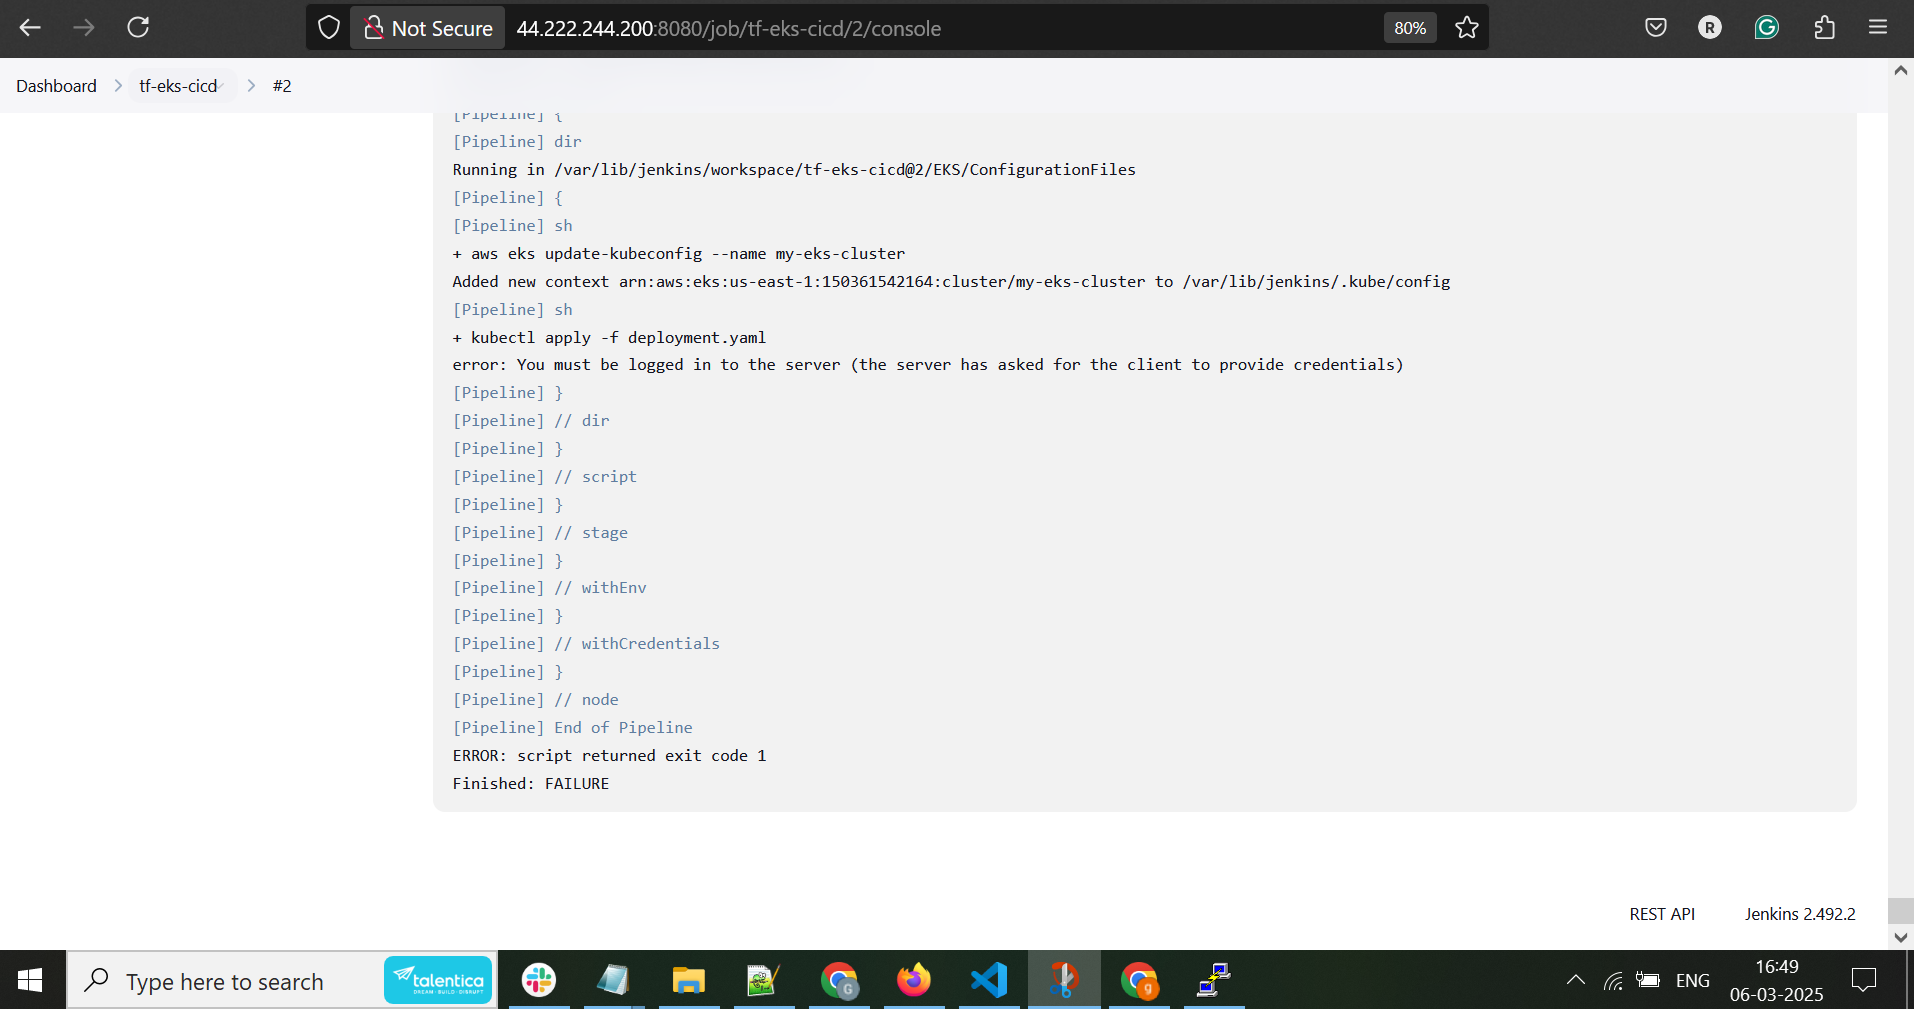 Not Secure 44.222.244.200:8080/job/tf-eks-cicd/2/console 80% R G
Dashboard tf-eks-cicd #2
[Pipeline] {
[Pipeline] dir
Running in /var/lib/jenkins/workspace/tf-eks-cicd@2/EKS/ConfigurationFiles
[Pipeline] {
[Pipeline] sh
+ aws eks update-kubeconfig --name my-eks-cluster
Added new context arn:aws:eks:us-east-1:150361542164:cluster/my-eks-cluster to /var/lib/jenkins/.kube/config
[Pipeline] sh
+ kubectl apply -f deployment.yaml
error: You must be logged in to the server (the server has asked for the client to provide credentials)
[Pipeline] }
[Pipeline] // dir
[Pipeline] }
[Pipeline] // script
[Pipeline] }
[Pipeline] // stage
[Pipeline] }
[Pipeline] // withEnv
[Pipeline] }
[Pipeline] // withCredentials
[Pipeline] }
[Pipeline] // node
[Pipeline] End of Pipeline
ERROR: script returned exit code 1
Finished: FAILURE
REST API Jenkins 2.492.2
Type here to search talentica
DREAM · BUILD · DISRUPT
G g
ENG 16:49
06-03-2025